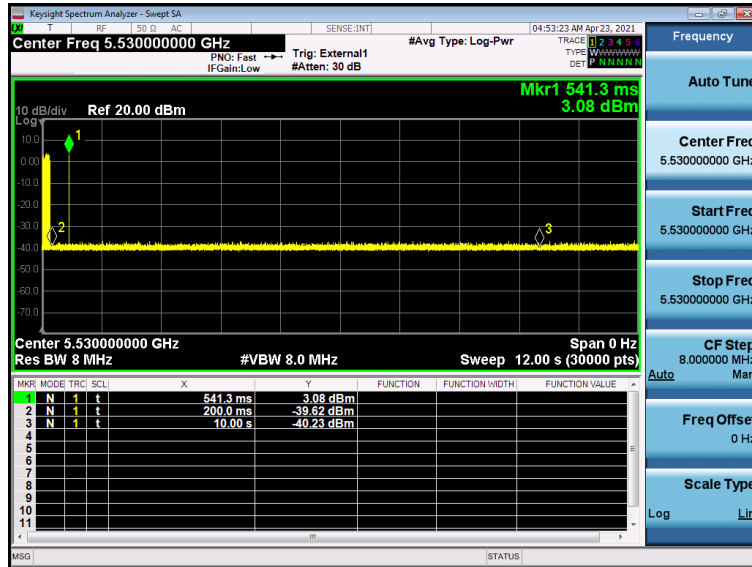 Keysight Spectrum Analyzer - Swept SA
LXI T RF 50 Ω AC SENSE:INT 04:53:23 AM Apr 23, 2021
Center Freq 5.530000000 GHz
#Avg Type: Log-Pwr
TRACE 1 2 3 4 5 6
PNO: Fast
Trig: External1
TYPE WWWWWW
IFGain:Low
#Atten: 30 dB
DET P N N N N N
Mkr1 541.3 ms
10 dB/div Ref 20.00 dBm 3.08 dBm
Log
10.0
0.00
-10.0
-20.0
-30.0
-40.0
-50.0
-60.0
-70.0
1
2
3
Center 5.530000000 GHz Span 0 Hz
Res BW 8 MHz #VBW 8.0 MHz Sweep 12.00 s (30000 pts)
MKR MODE TRC SCL X Y FUNCTION FUNCTION WIDTH FUNCTION VALUE
1 N 1 t 541.3 ms 3.08 dBm
2 N 1 t 200.0 ms -39.62 dBm
3 N 1 t 10.00 s -40.23 dBm
4
5
6
7
8
9
10
11
MSG STATUS
Frequency
Auto Tune
Center Freq
5.530000000 GHz
Start Freq
5.530000000 GHz
Stop Freq
5.530000000 GHz
CF Step
8.000000 MHz
Auto Man
Freq Offset
0 Hz
Scale Type
Log Lin